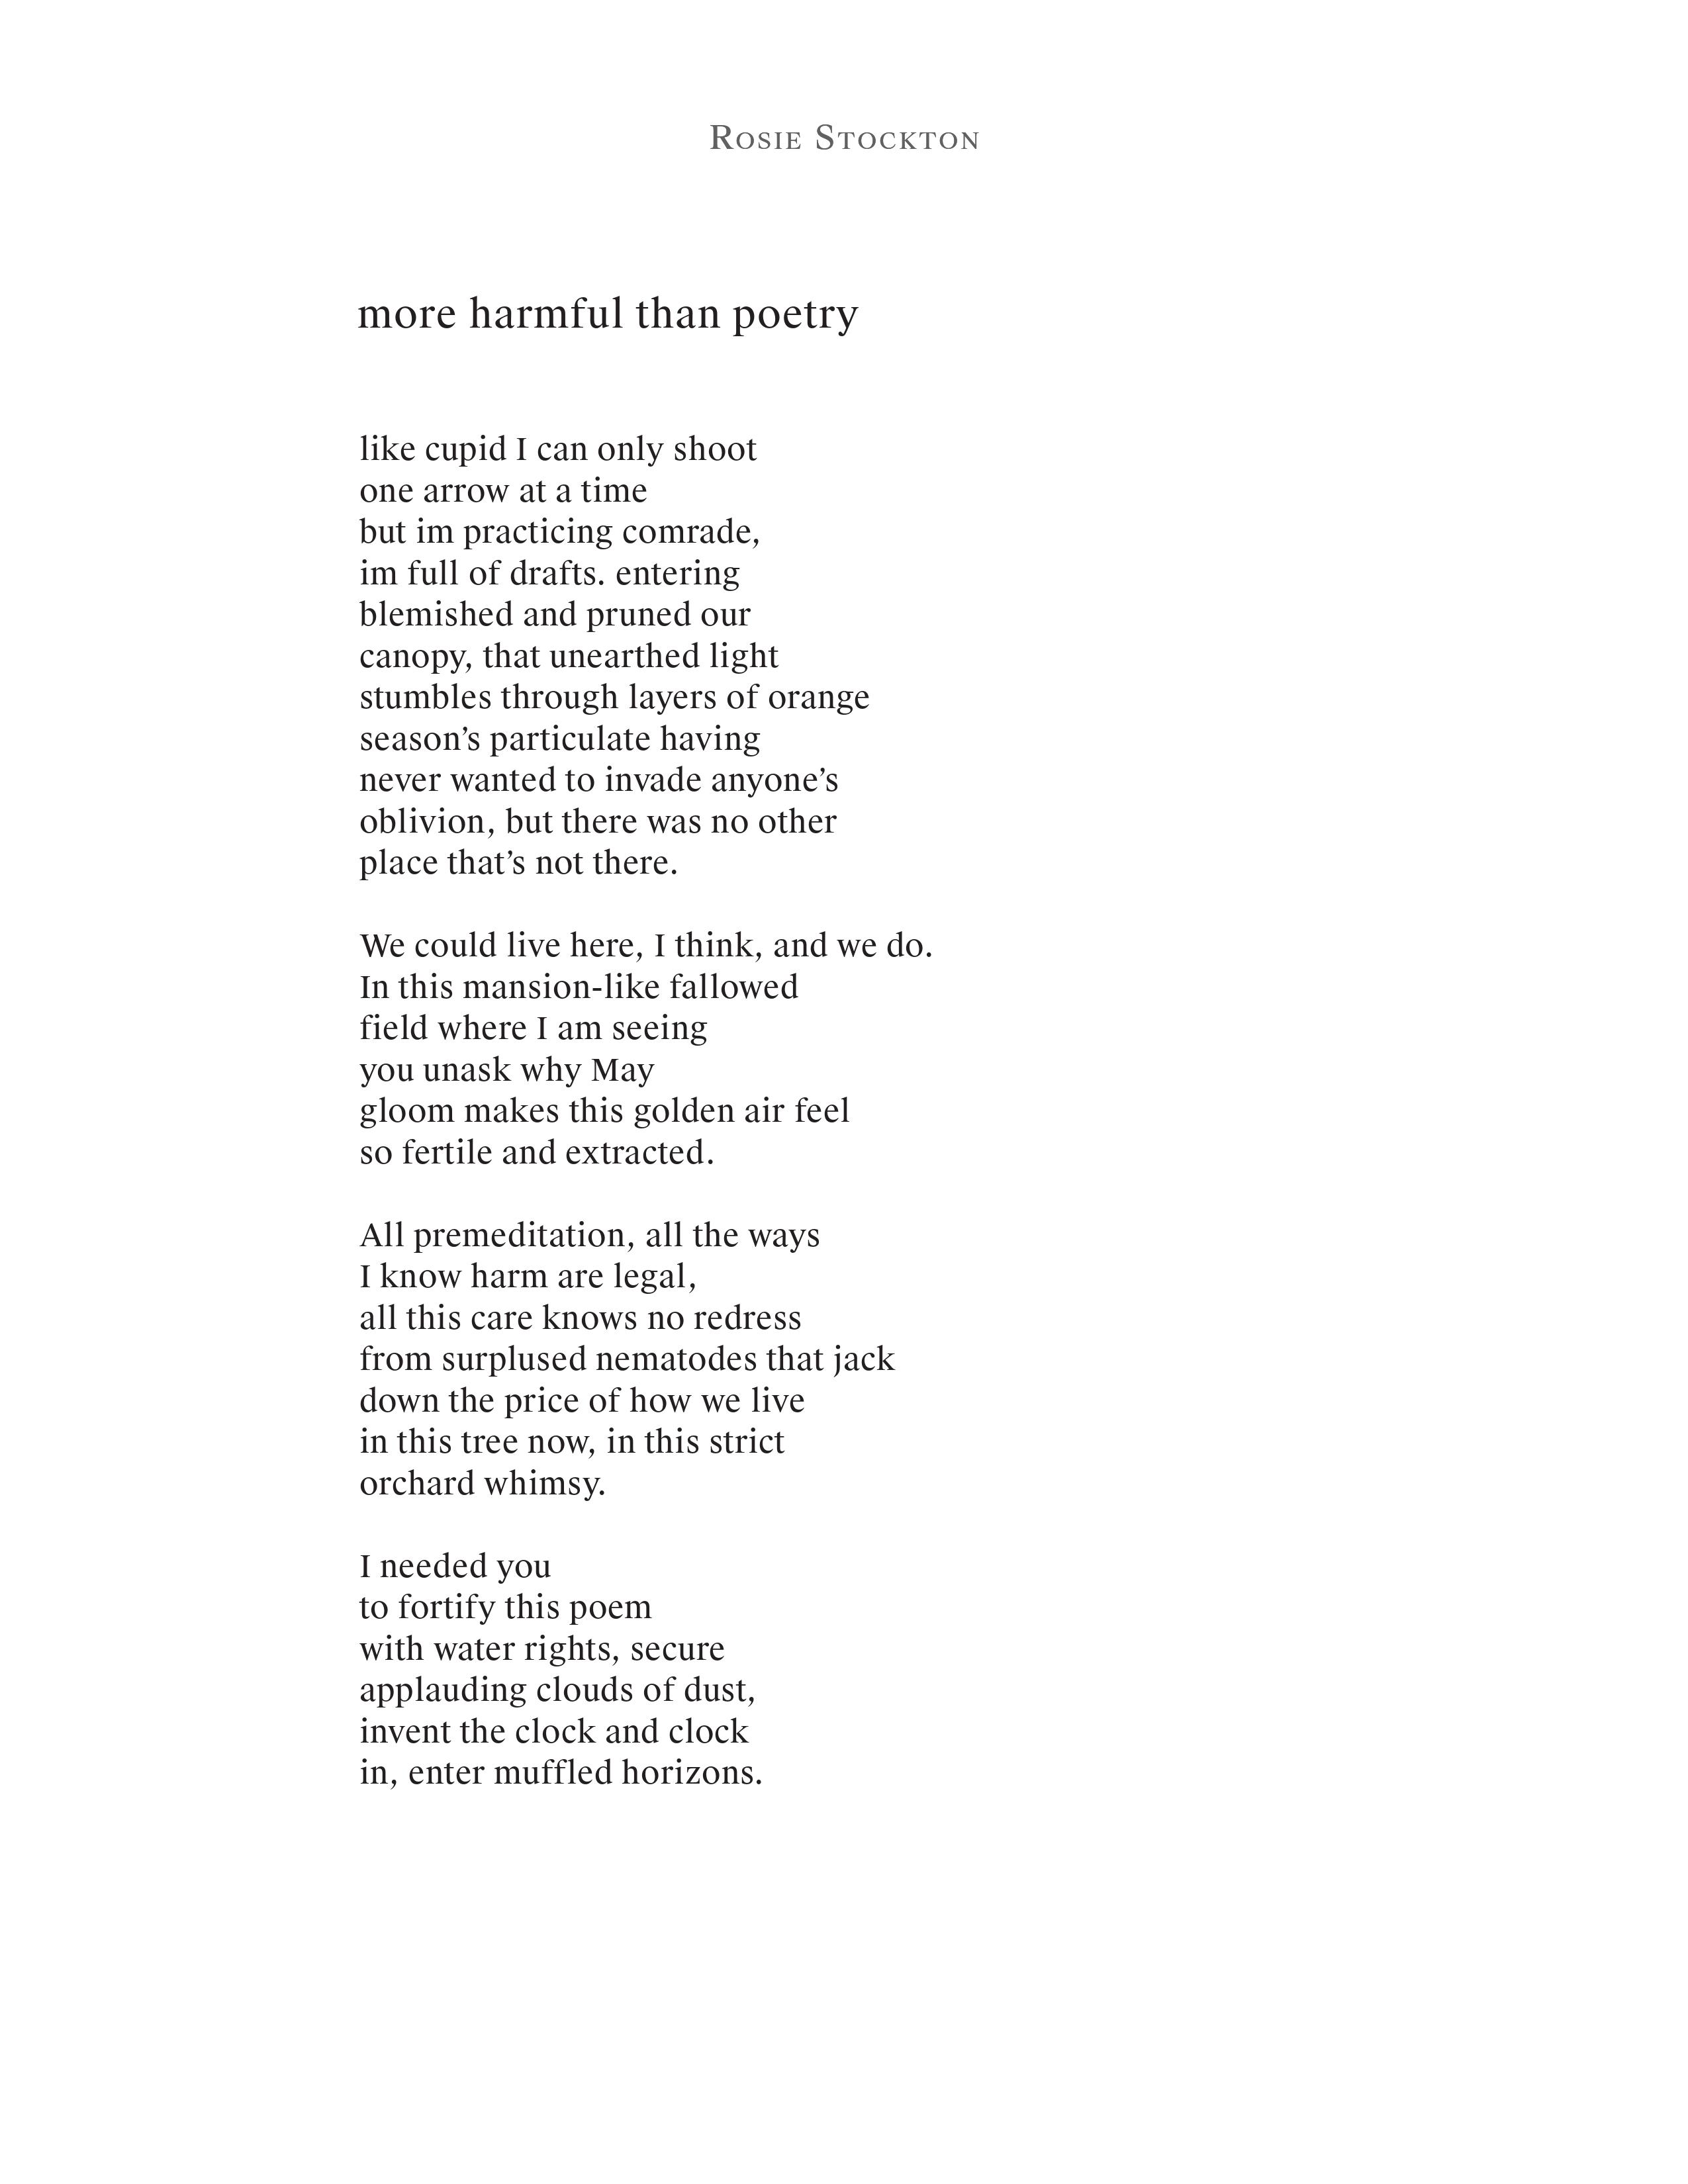 Rosie Stockton
more harmful than poetry
like cupid I can only shoot
one arrow at a time
but im practicing comrade,
im full of drafts. entering
blemished and pruned our
canopy, that unearthed light
stumbles through layers of orange
season’s particulate having
never wanted to invade anyone’s
oblivion, but there was no other
place that’s not there.
We could live here, I think, and we do.
In this mansion-like fallowed
field where I am seeing
you unask why May
gloom makes this golden air feel
so fertile and extracted.
All premeditation, all the ways
I know harm are legal,
all this care knows no redress
from surplused nematodes that jack
down the price of how we live
in this tree now, in this strict
orchard whimsy.
I needed you
to fortify this poem
with water rights, secure
applauding clouds of dust,
invent the clock and clock
in, enter muffled horizons.